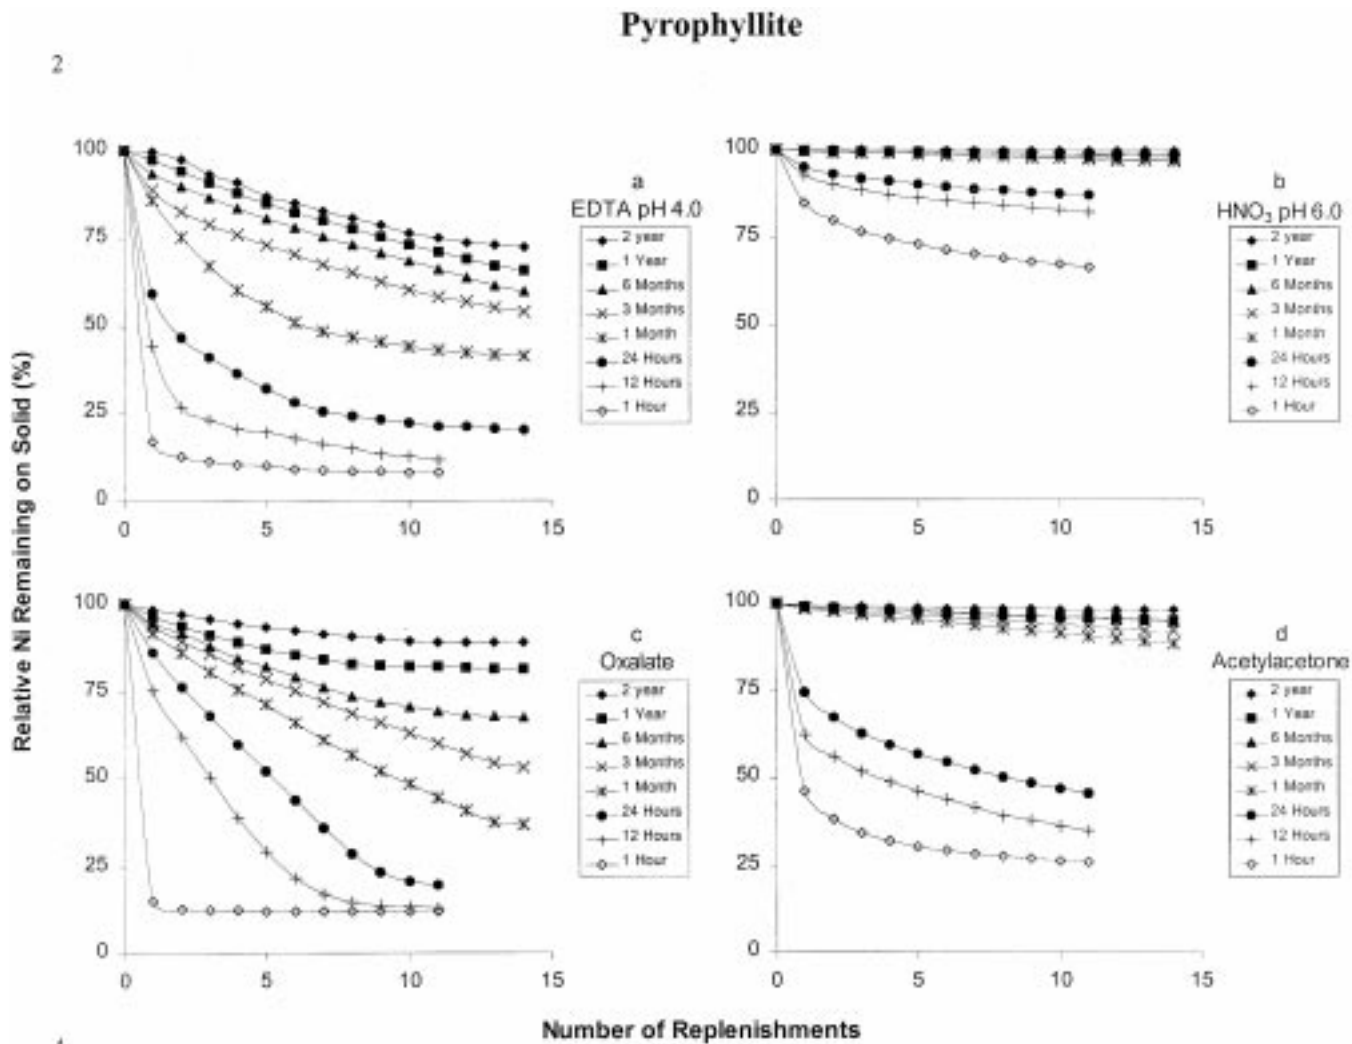 Pyrophyllite
2
Relative Ni Remaining on Solid (%)
100
75
50
25
0
0 5 10 15
a
EDTA pH 4.0
2 year
1 Year
6 Months
3 Months
1 Month
24 Hours
12 Hours
1 Hour
100
75
50
25
0
0 5 10 15
b
HNO₃ pH 6.0
2 year
1 Year
6 Months
3 Months
1 Month
24 Hours
12 Hours
1 Hour
100
75
50
25
0
0 5 10 15
c
Oxalate
2 year
1 Year
6 Months
3 Months
1 Month
24 Hours
12 Hours
1 Hour
100
75
50
25
0
0 5 10 15
d
Acetylacetone
2 year
1 Year
6 Months
3 Months
1 Month
24 Hours
12 Hours
1 Hour
Number of Replenishments